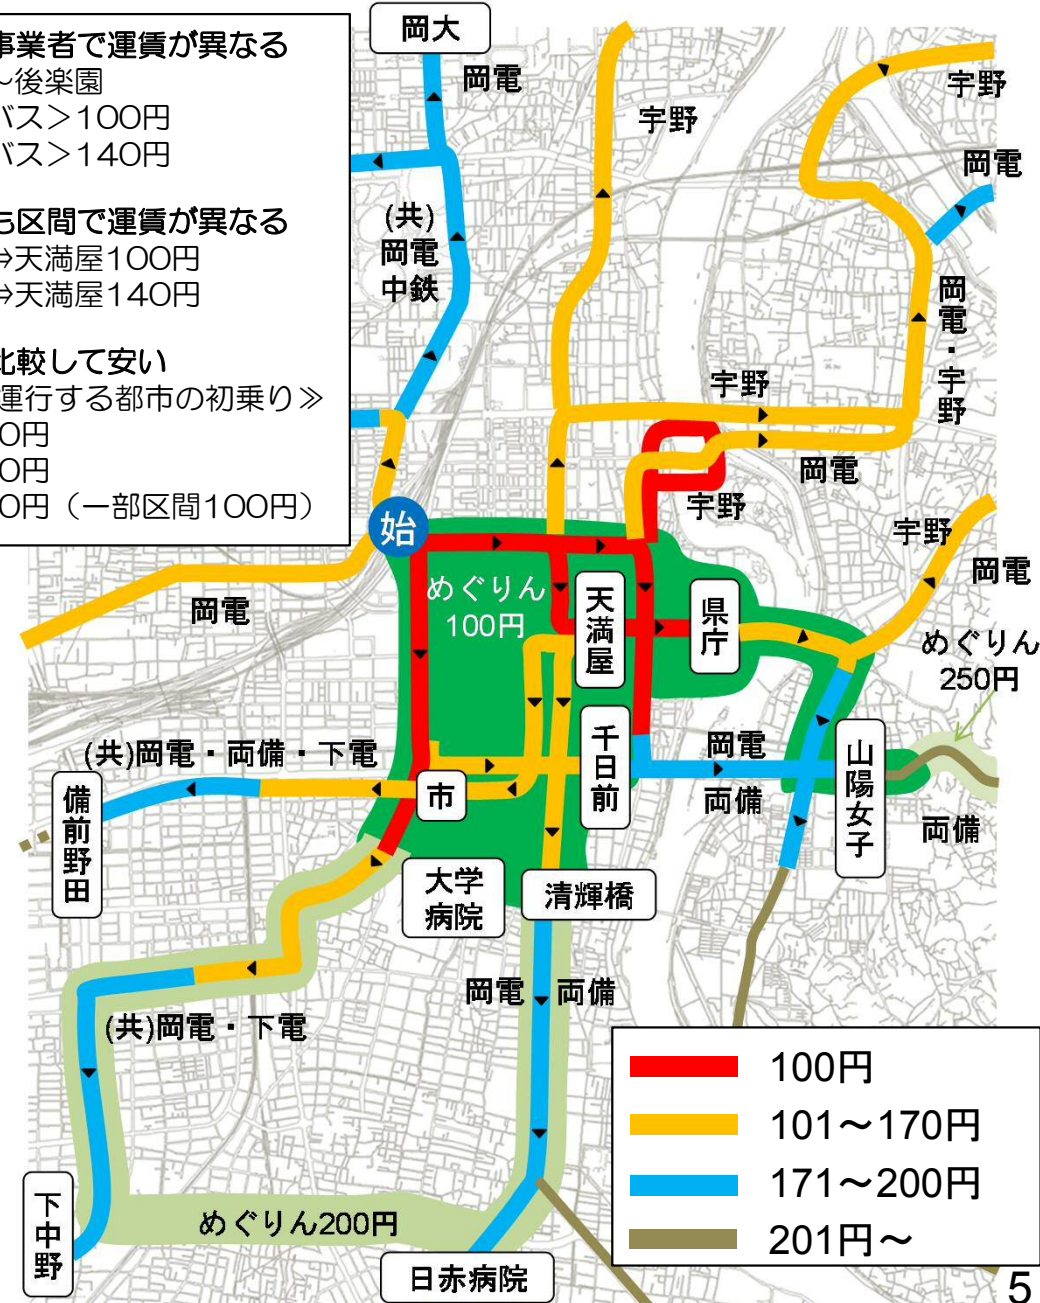 事業者で運賃が異なる
～後楽園
バス＞100円
バス＞140円
も区間で運賃が異なる
⇒天満屋100円
⇒天満屋140円
比較して安い
運行する都市の初乗り≫
0円
0円
0円（一部区間100円）
岡大
岡電
宇野
宇野
岡電
(共)
岡電
中鉄
岡電・宇野
宇野
岡電
宇野
始
宇野
岡電
岡電
めぐりん
100円
天満屋
県庁
めぐりん
250円
(共)岡電・両備・下電
千日前
岡電
両備
山陽女子
両備
備前野田
市
大学
病院
清輝橋
岡電
両備
(共)岡電・下電
下中野
めぐりん200円
日赤病院
100円
101～170円
171～200円
201円～
5